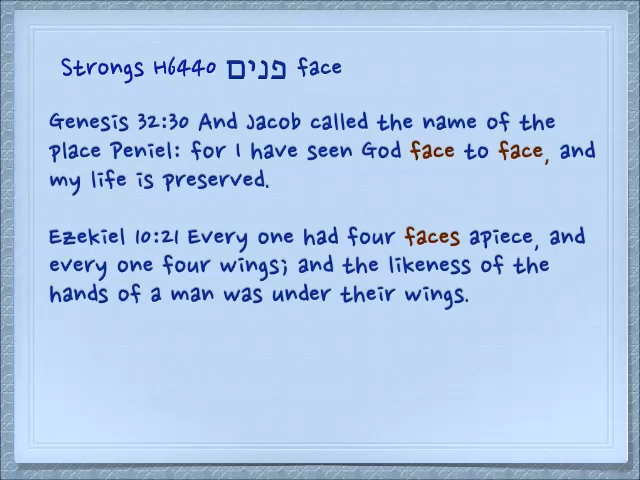 Strongs H6440 פנים face
Genesis 32:30 And Jacob called the name of the
place Peniel: for I have seen God face to face, and
my life is preserved.
Ezekiel 10:21 Every one had four faces apiece, and
every one four wings; and the likeness of the
hands of a man was under their wings.